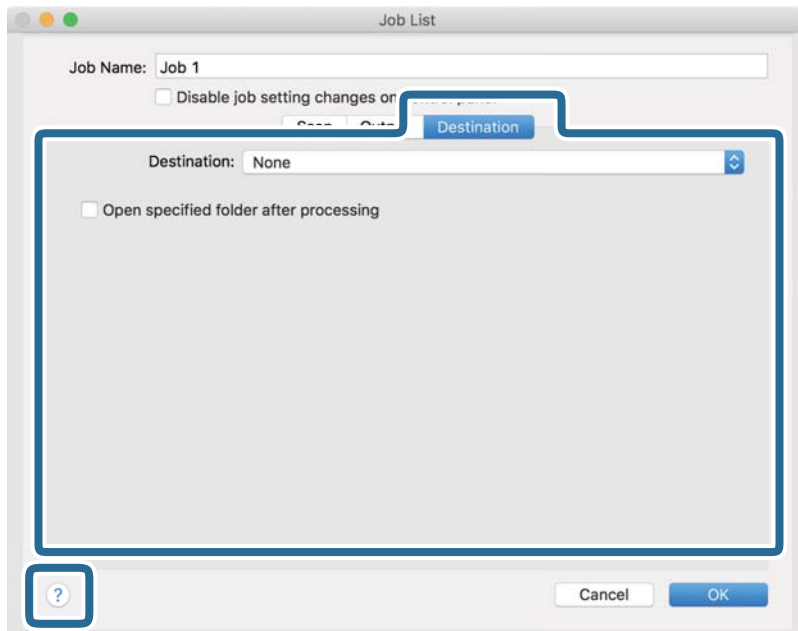 Job List
Job Name: Job 1
Disable job setting changes on
Destination
Destination: None
Open specified folder after processing
?
Cancel OK